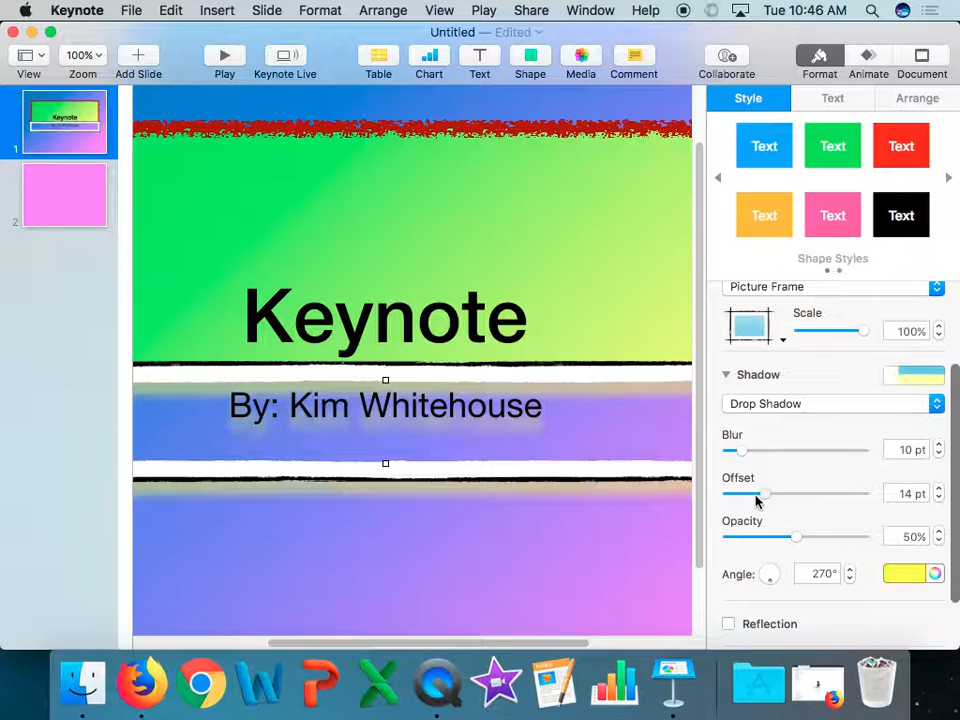 Keynote File Edit Insert Slide Format Arrange View Play Share Window Help Tue 10:46 AM
Untitled — Edited
100%
View Zoom Add Slide Play Keynote Live Table Chart Text Shape Media Comment Collaborate Format Animate Document
Style Text Arrange
Text Text Text
Text Text Text
Shape Styles
Picture Frame
Scale
100%
Shadow
Drop Shadow
Blur
10 pt
Offset
14 pt
Opacity
50%
Angle: 270°
Reflection
1
2
Keynote
Keynote
By: Kim Whitehouse